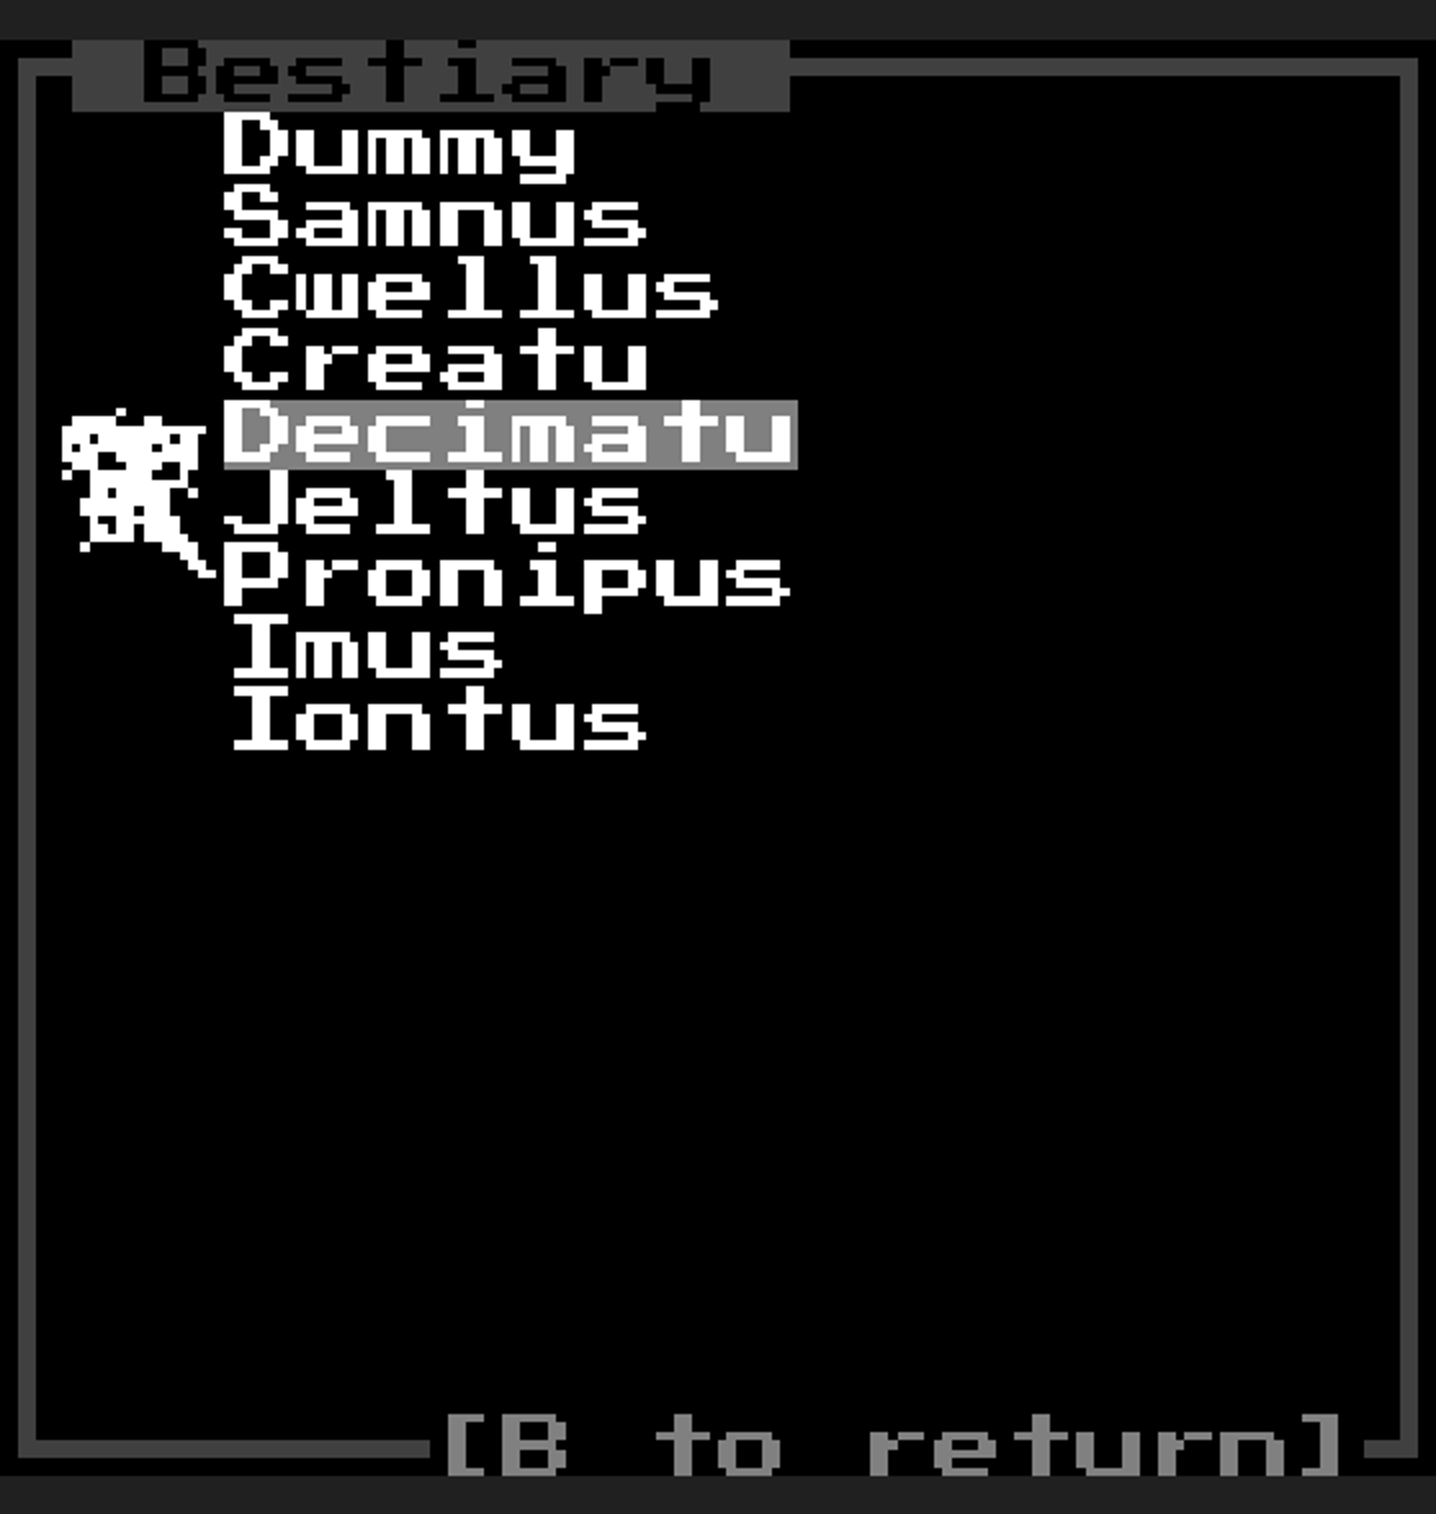 Bestiary
Dummy
Samnus
Cwellus
Creatu
Decimatu
Jeltus
Pronipus
Imus
Iontus
[B to return]